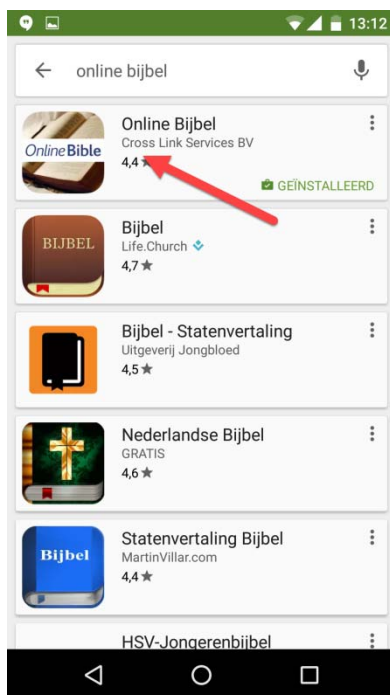 13:12
online bijbel
Online Bible
Online Bijbel
Cross Link Services BV
4,4 ★
GEÏNSTALLEERD
BIJBEL
Bijbel
Life.Church
4,7 ★
Bijbel - Statenvertaling
Uitgeverij Jongbloed
4,5 ★
Nederlandse Bijbel
GRATIS
4,6 ★
Bijbel
Statenvertaling Bijbel
MartinVillar.com
4,4 ★
HSV-Jongerenbijbel